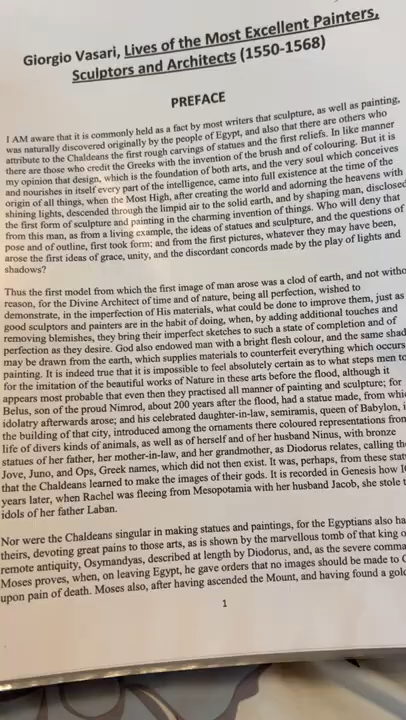 Giorgio Vasari, Lives of the Most Excellent Painters,
Sculptors and Architects (1550-1568)
PREFACE
I AM aware that it is commonly held as a fact by most writers that sculpture, as well as painting,
was naturally discovered originally by the people of Egypt, and also that there are others who
attribute to the Chaldeans the first rough carvings of statues and the first reliefs. In like manner
there are those who credit the Greeks with the invention of the brush and of colouring. But it is
my opinion that design, which is the foundation of both arts, and the very soul which conceives
and nourishes in itself every part of the intelligence, came into full existence at the time of the
origin of all things, when the Most High, after creating the world and adorning the heavens with
shining lights, descended through the limpid air to the solid earth, and by shaping man, disclosed
the first form of sculpture and painting in the charming invention of things. Who will deny that
from this man, as from a living example, the ideas of statues and sculpture, and the questions of
pose and of outline, first took form; and from the first pictures, whatever they may have been,
arose the first ideas of grace, unity, and the discordant concords made by the play of lights and
shadows?
Thus the first model from which the first image of man arose was a clod of earth, and not witho
reason, for the Divine Architect of time and of nature, being all perfection, wished to
demonstrate, in the imperfection of His materials, what could be done to improve them, just as
good sculptors and painters are in the habit of doing, when, by adding additional touches and
removing blemishes, they bring their imperfect sketches to such a state of completion and of
perfection as they desire. God also endowed man with a bright flesh colour, and the same shad
may be drawn from the earth, which supplies materials to counterfeit everything which occurs
painting. It is indeed true that it is impossible to feel absolutely certain as to what steps men to
for the imitation of the beautiful works of Nature in these arts before the flood, although it
appears most probable that even then they practised all manner of painting and sculpture; for
Belus, son of the proud Nimrod, about 200 years after the flood, had a statue made, from whi
idolatry afterwards arose; and his celebrated daughter-in-law, semiramis, queen of Babylon, i
the building of that city, introduced among the ornaments there coloured representations from
life of divers kinds of animals, as well as of herself and of her husband Ninus, with bronze
statues of her father, her mother-in-law, and her grandmother, as Diodorus relates, calling the
Jove, Juno, and Ops, Greek names, which did not then exist. It was, perhaps, from these stat
that the Chaldeans learned to make the images of their gods. It is recorded in Genesis how
years later, when Rachel was fleeing from Mesopotamia with her husband Jacob, she stole t
idols of her father Laban.
Nor were the Chaldeans singular in making statues and paintings, for the Egyptians also ha
theirs, devoting great pains to those arts, as is shown by the marvellous tomb of that king o
remote antiquity, Osymandyas, described at length by Diodorus, and, as the severe comma
Moses proves, when, on leaving Egypt, he gave orders that no images should be made to
upon pain of death. Moses also, after having ascended the Mount, and having found a gol
1